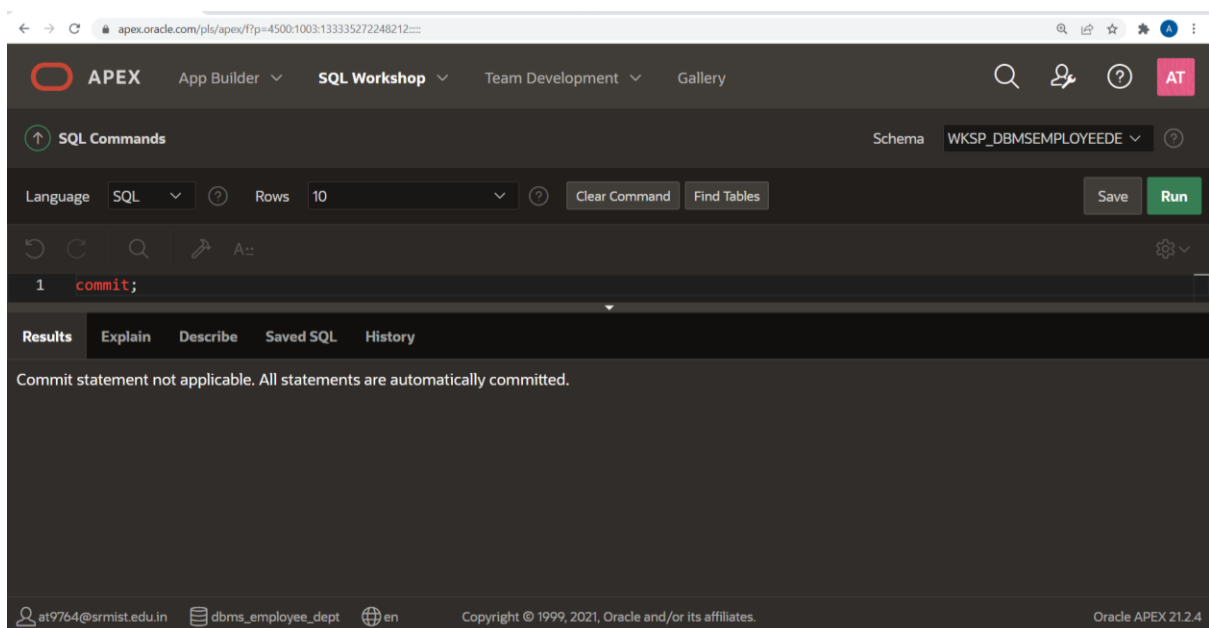 apex.oracle.com/pls/apex/f?p=4500:1003:133335272248212:::::
A
APEX App Builder SQL Workshop Team Development Gallery AT
SQL Commands Schema WKSP_DBMSEMPLOYEEDE
Language SQL Rows 10 Clear Command Find Tables Save Run
A::
1 commit;
Results Explain Describe Saved SQL History
Commit statement not applicable. All statements are automatically committed.
at9764@srmist.edu.in dbms_employee_dept en Copyright © 1999, 2021, Oracle and/or its affiliates. Oracle APEX 21.2.4